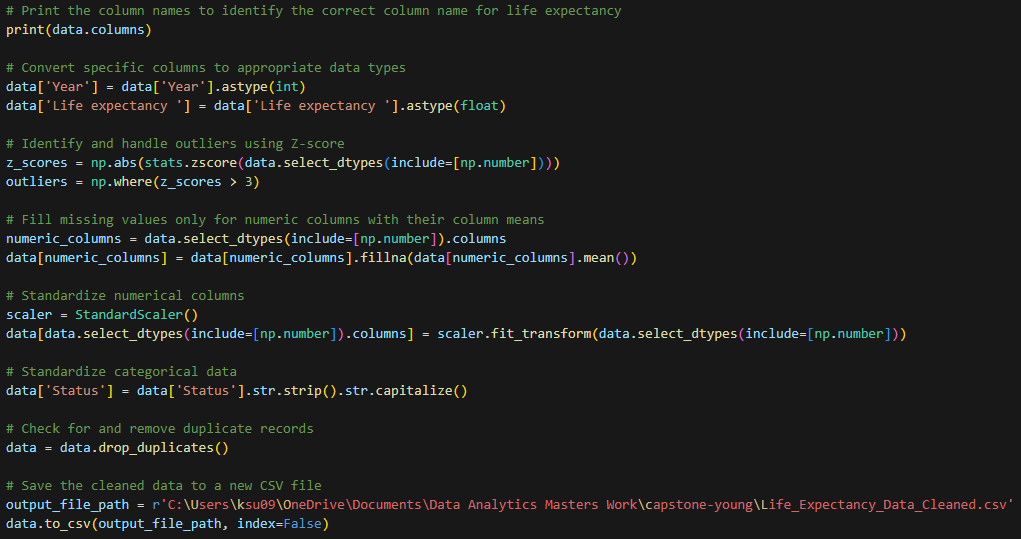 # Print the column names to identify the correct column name for life expectancy
print(data.columns)
# Convert specific columns to appropriate data types
data['Year'] = data['Year'].astype(int)
data['Life expectancy '] = data['Life expectancy '].astype(float)
# Identify and handle outliers using Z-score
z_scores = np.abs(stats.zscore(data.select_dtypes(include=[np.number])))
outliers = np.where(z_scores > 3)
# Fill missing values only for numeric columns with their column means
numeric_columns = data.select_dtypes(include=[np.number]).columns
data[numeric_columns] = data[numeric_columns].fillna(data[numeric_columns].mean())
# Standardize numerical columns
scaler = StandardScaler()
data[data.select_dtypes(include=[np.number]).columns] = scaler.fit_transform(data.select_dtypes(include=[np.number]))
# Standardize categorical data
data['Status'] = data['Status'].str.strip().str.capitalize()
# Check for and remove duplicate records
data = data.drop_duplicates()
# Save the cleaned data to a new CSV file
output_file_path = r'C:\Users\ksu09\OneDrive\Documents\Data Analytics Masters Work\capstone-young\Life_Expectancy_Data_Cleaned.csv'
data.to_csv(output_file_path, index=False)